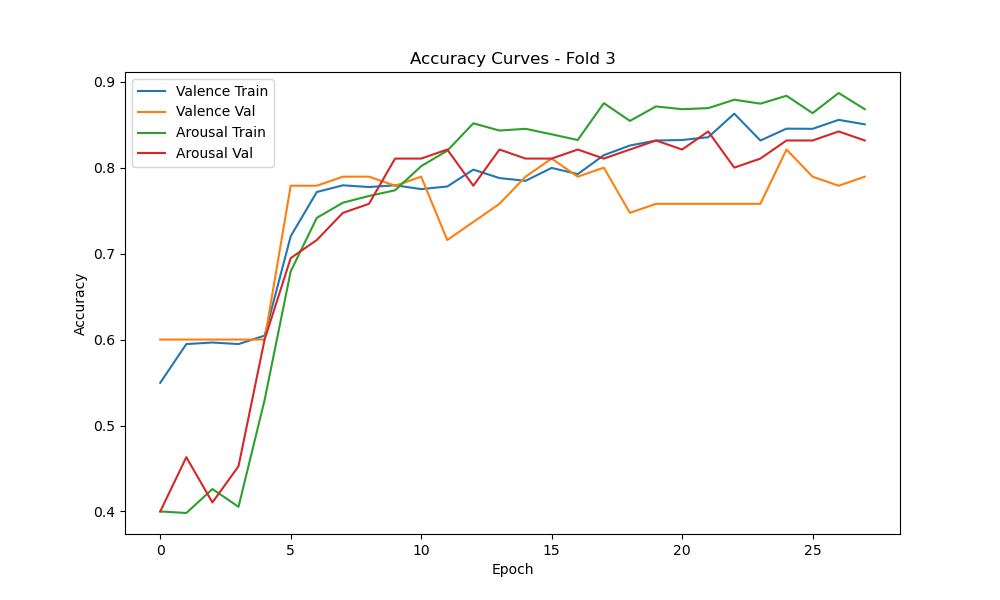 Accuracy Curves - Fold 3
Valence Train
Valence Val
Arousal Train
Arousal Val
Accuracy
0.9
0.8
0.7
0.6
0.5
0.4
0 5 10 15 20 25
Epoch